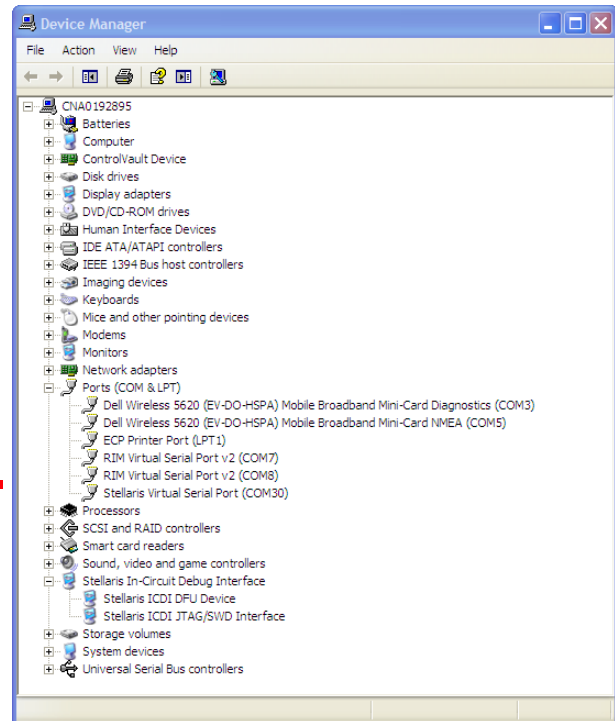 Device Manager
File Action View Help
CNA0192895
Batteries
Computer
ControlVault Device
Disk drives
Display adapters
DVD/CD-ROM drives
Human Interface Devices
IDE ATA/ATAPI controllers
IEEE 1394 Bus host controllers
Imaging devices
Keyboards
Mice and other pointing devices
Modems
Monitors
Network adapters
Ports (COM & LPT)
Dell Wireless 5620 (EV-DO-HSPA) Mobile Broadband Mini-Card Diagnostics (COM3)
Dell Wireless 5620 (EV-DO-HSPA) Mobile Broadband Mini-Card NMEA (COM5)
ECP Printer Port (LPT1)
RIM Virtual Serial Port v2 (COM7)
RIM Virtual Serial Port v2 (COM8)
Stellaris Virtual Serial Port (COM30)
Processors
SCSI and RAID controllers
Smart card readers
Sound, video and game controllers
Stellaris In-Circuit Debug Interface
Stellaris ICDI DFU Device
Stellaris ICDI JTAG/SWD Interface
Storage volumes
System devices
Universal Serial Bus controllers